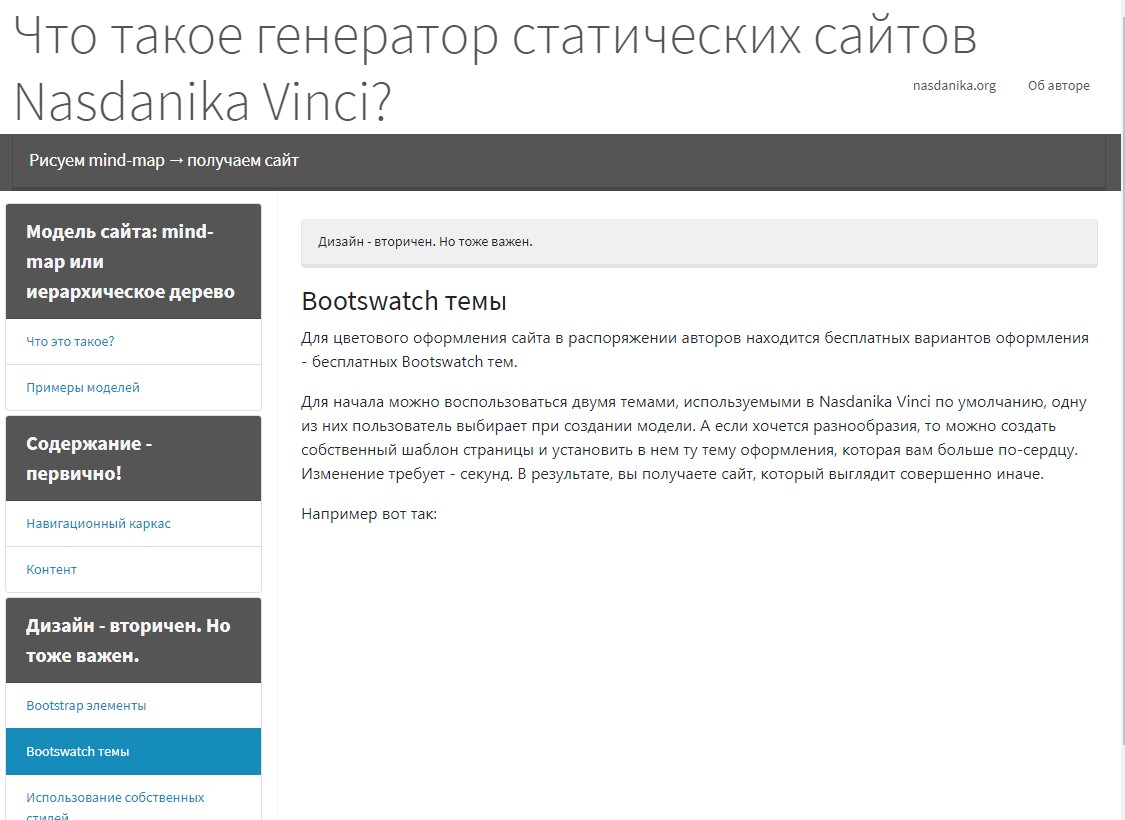 Что такое генератор статических сайтов
Nasdanika Vinci?
nasdanika.org
Об авторе
Рисуем mind-map → получаем сайт
Модель сайта: mind-
map или
иерархическое дерево
Что это такое?
Примеры моделей
Содержание -
первично!
Навигационный каркас
Контент
Дизайн - вторичен. Но
тоже важен.
Bootstrap элементы
Bootswatch темы
Использование собственных
стилей
Дизайн - вторичен. Но тоже важен.
Bootswatch темы
Для цветового оформления сайта в распоряжении авторов находится бесплатных вариантов оформления
- бесплатных Bootswatch тем.
Для начала можно воспользоваться двумя темами, используемыми в Nasdanika Vinci по умолчанию, одну
из них пользователь выбирает при создании модели. А если хочется разнообразия, то можно создать
собственный шаблон страницы и установить в нем ту тему оформления, которая вам больше по-сердцу.
Изменение требует - секунд. В результате, вы получаете сайт, который выглядит совершенно иначе.
Например вот так: